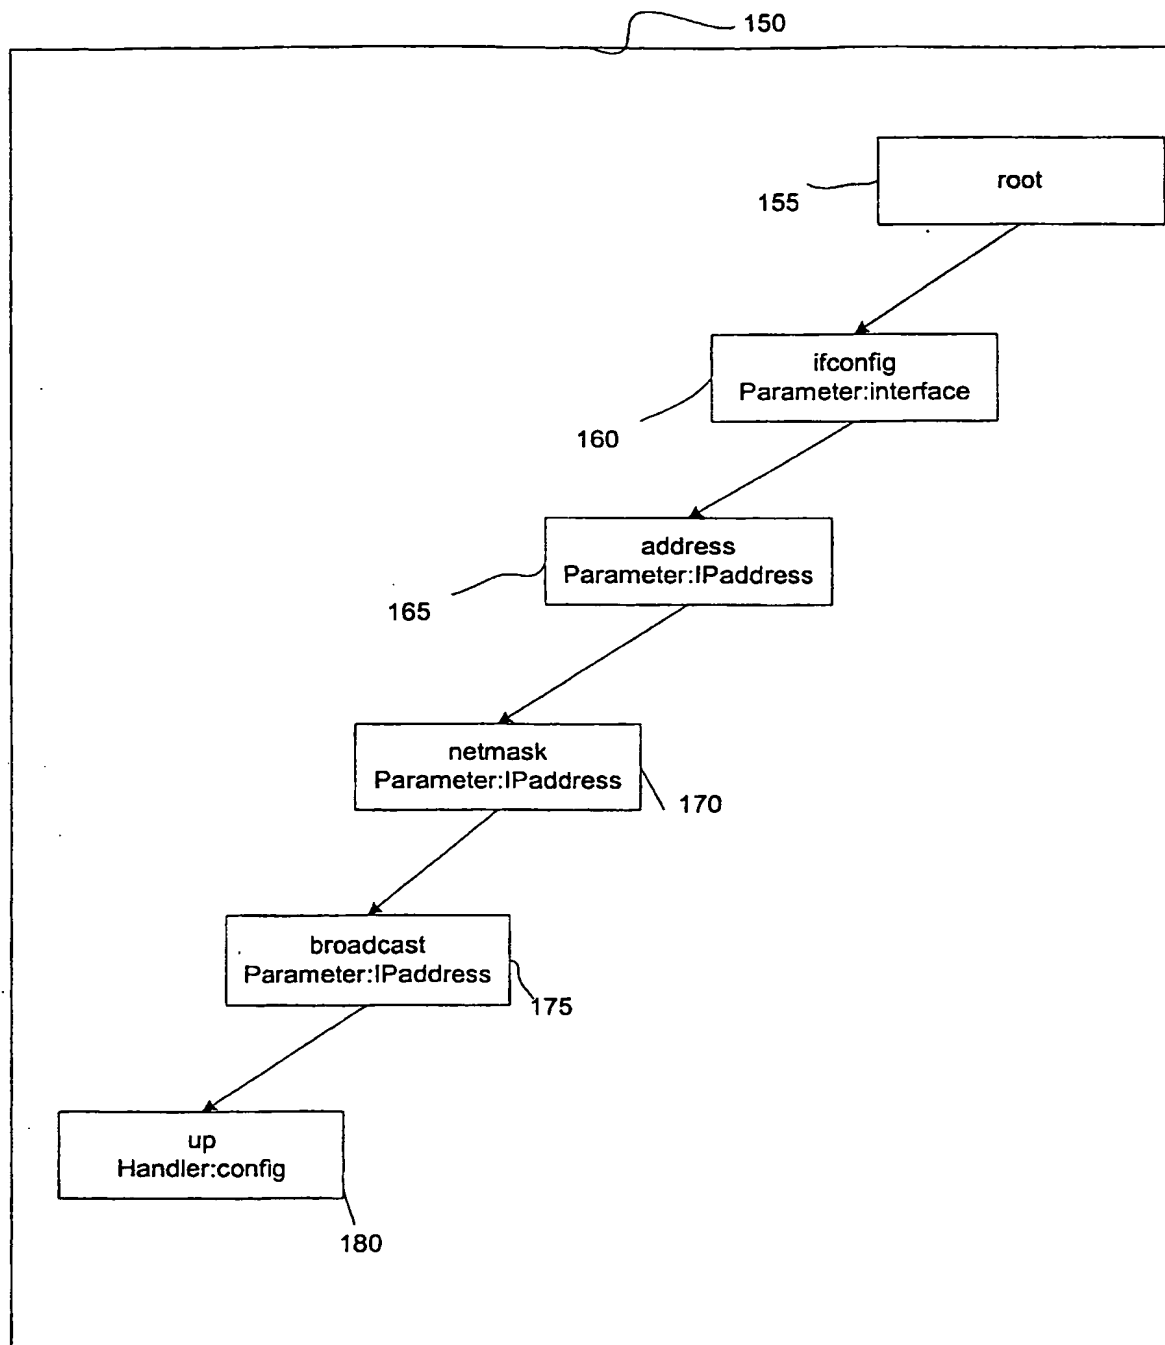 150
root
155
ifconfig
Parameter:interface
160
address
Parameter:IPaddress
165
netmask
Parameter:IPaddress
170
broadcast
Parameter:IPaddress
175
up
Handler:config
180